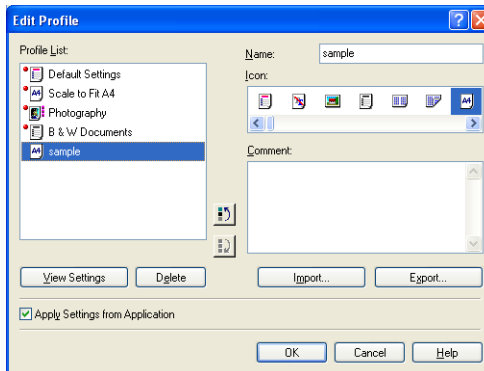 Edit Profile
Profile List:
Default Settings
Scale to Fit A4
Photography
B & W Documents
sample
View Settings
Delete
Name:
sample
Icon:
Comment:
Import...
Export...
Apply Settings from Application
OK
Cancel
Help